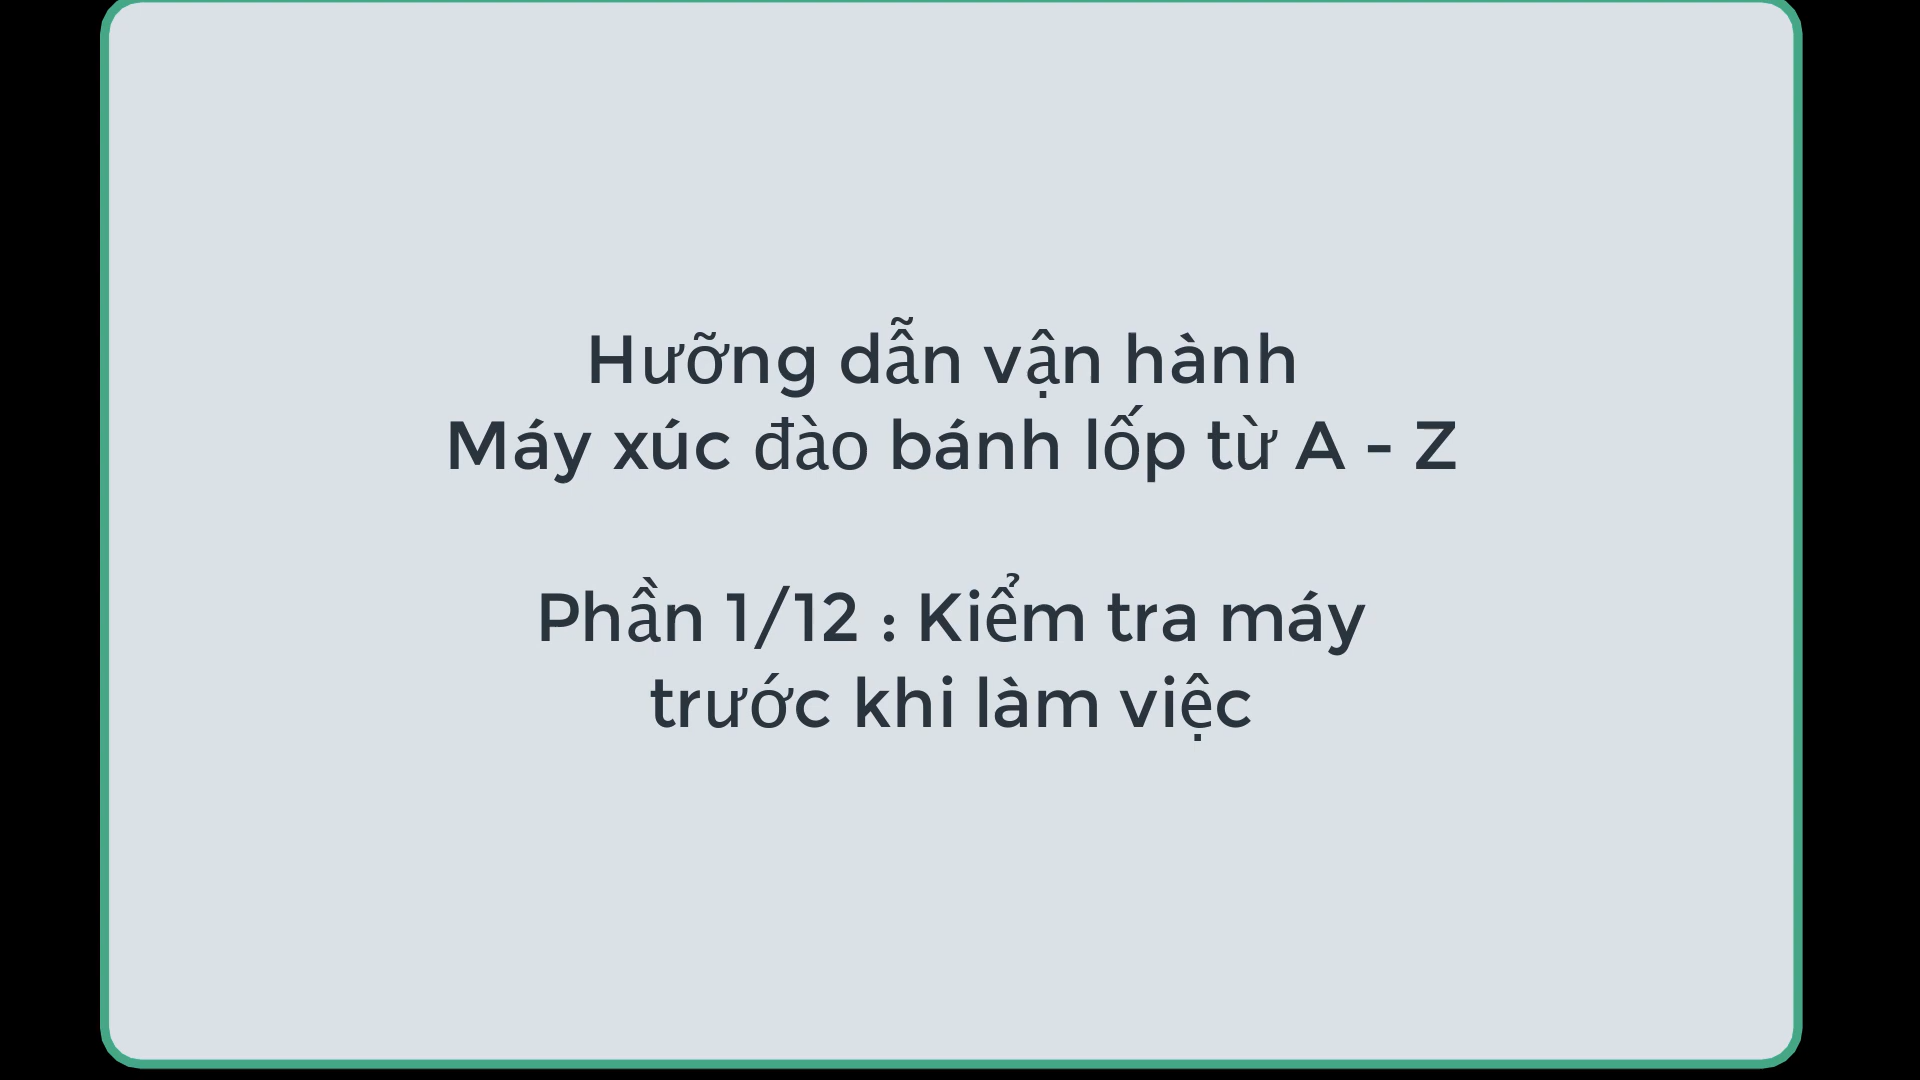 Hưỡng dẫn vận hành
Máy xúc đào bánh lốp từ A - Z
Phần 1/12 : Kiểm tra máy
trước khi làm việc